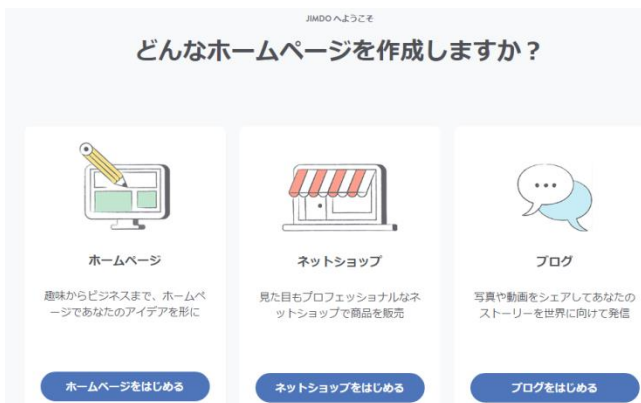 JIMDO へようこそ
どんなホームページを作成しますか？
ホームページ
趣味からビジネスまで、ホームペ
ージであなたのアイデアを形に
ホームページをはじめる
ネットショップ
見た目もプロフェッショナルなネ
ットショップで商品を販売
ネットショップをはじめる
ブログ
写真や動画をシェアしてあなたの
ストーリーを世界に向けて発信
ブログをはじめる